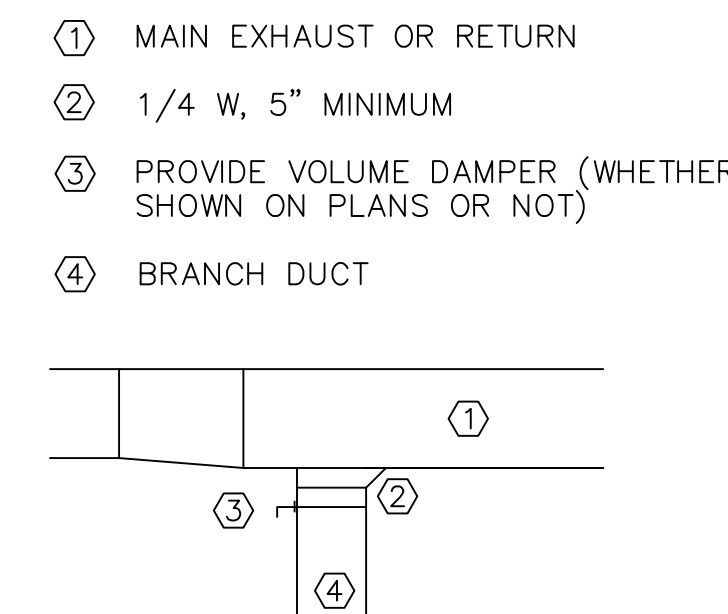 1 MAIN EXHAUST OR RETURN
2 1/4 W, 5” MINIMUM
3 PROVIDE VOLUME DAMPER (WHETHER
SHOWN ON PLANS OR NOT)
4 BRANCH DUCT
1
2
3
4